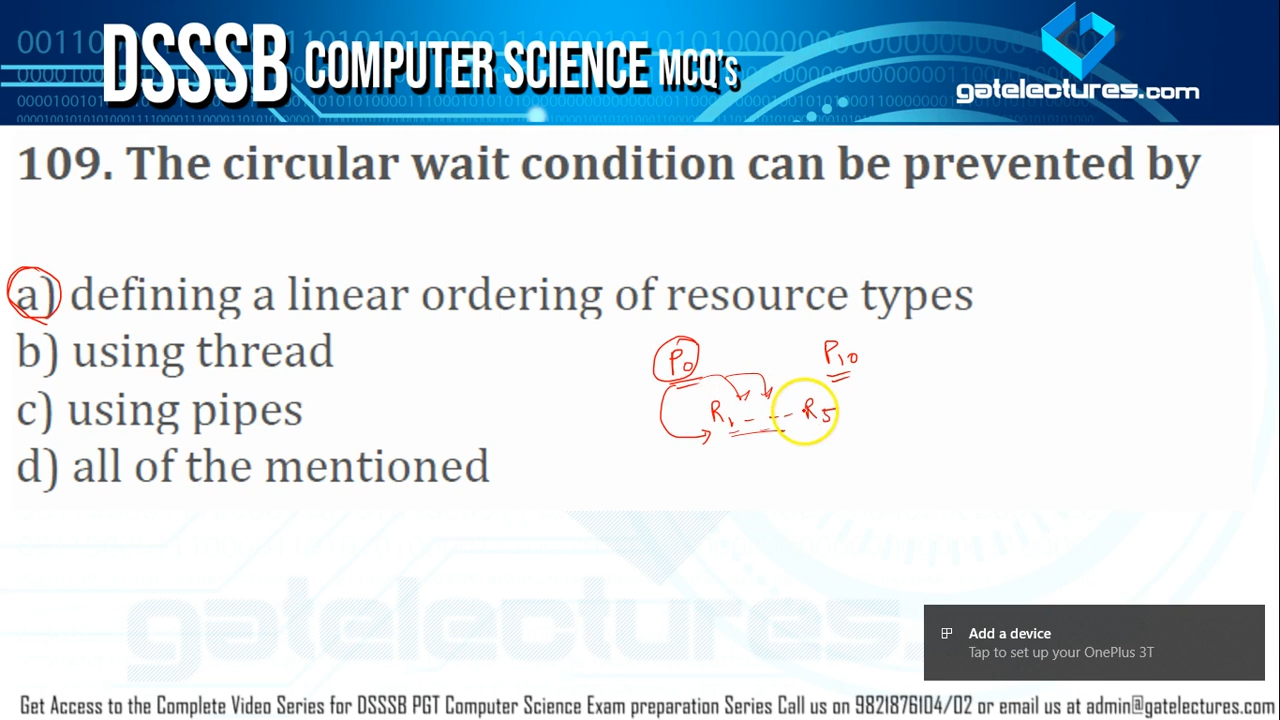 DSSSB COMPUTER SCIENCE MCQ's
gatelectures.com
109. The circular wait condition can be prevented by
a) defining a linear ordering of resource types
b) using thread
c) using pipes
d) all of the mentioned
P0
P10
R1 - -- R5
gatelectures.
Add a device
Tap to set up your OnePlus 3T
Get Access to the Complete Video Series for DSSSB PGT Computer Science Exam preparation Series Call us on 9821876104/02 or email us at admin@gatelectures.com